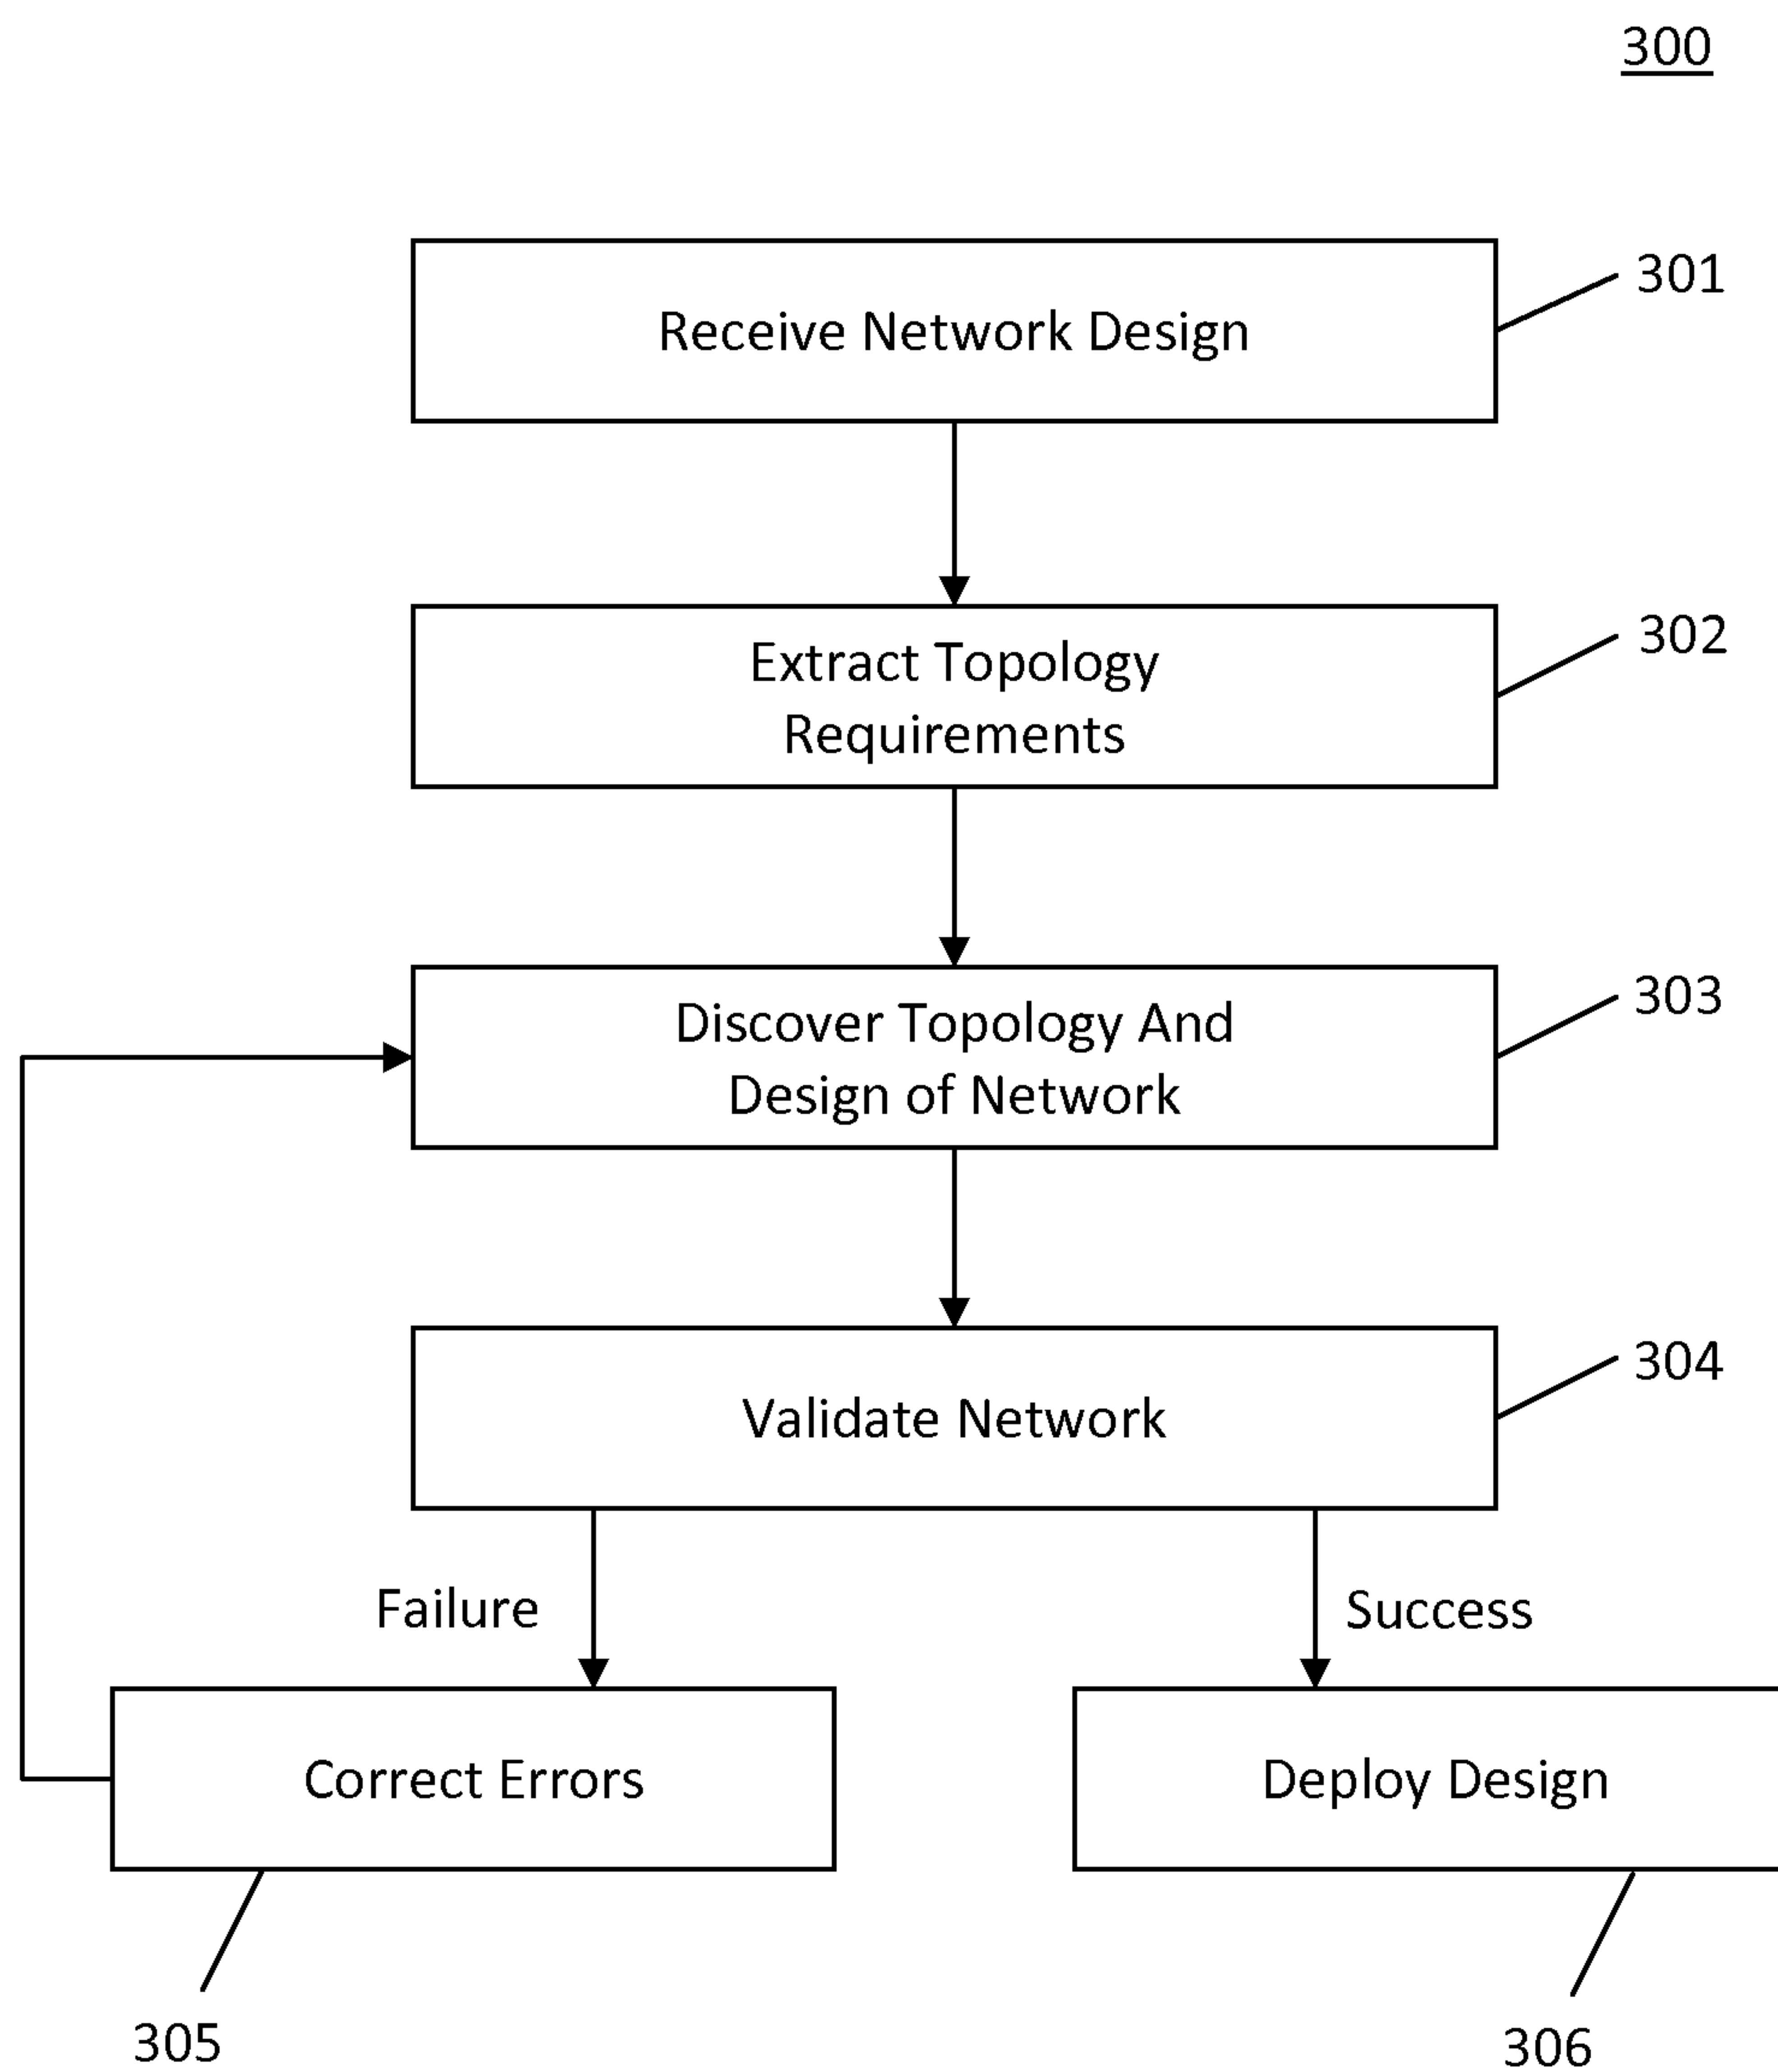 300
Receive Network Design
301
Extract Topology
Requirements
302
Discover Topology And
Design of Network
303
Validate Network
304
Failure
Success
Correct Errors
Deploy Design
305
306